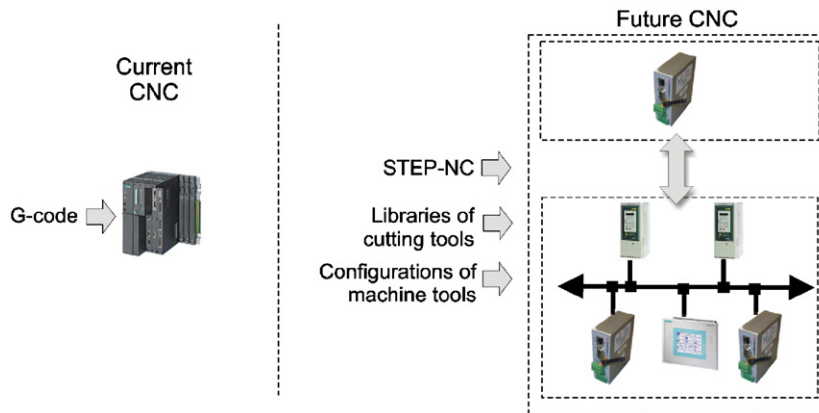 Current
CNC
G-code
Future CNC
STEP-NC
Libraries of
cutting tools
Configurations of
machine tools